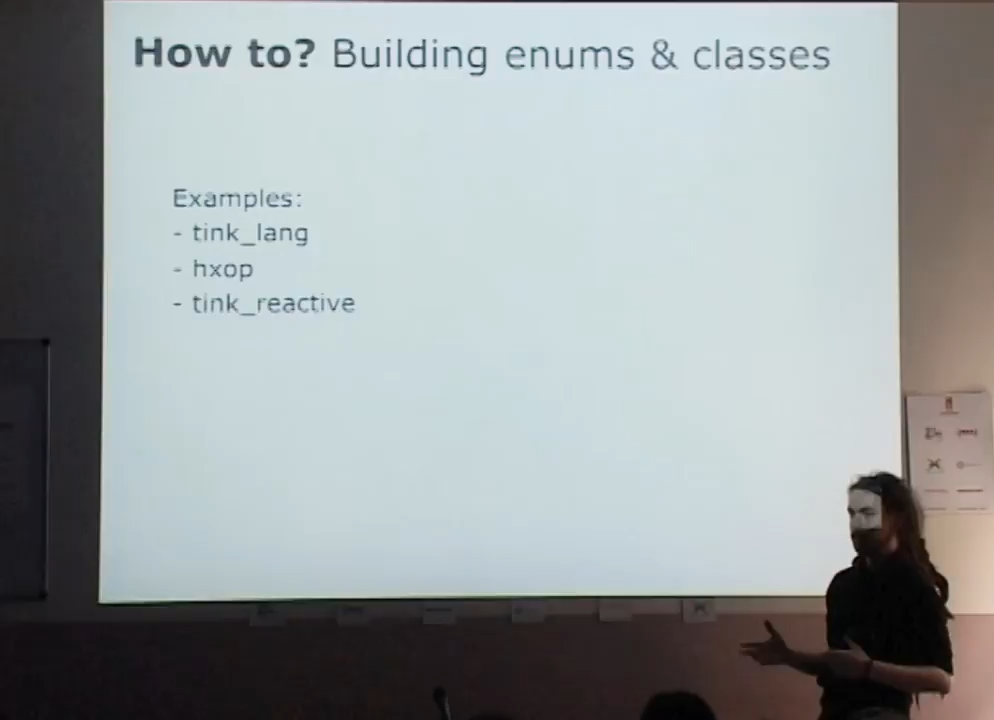 How to? Building enums & classes
Examples:
- tink_lang
- hxop
- tink_reactive